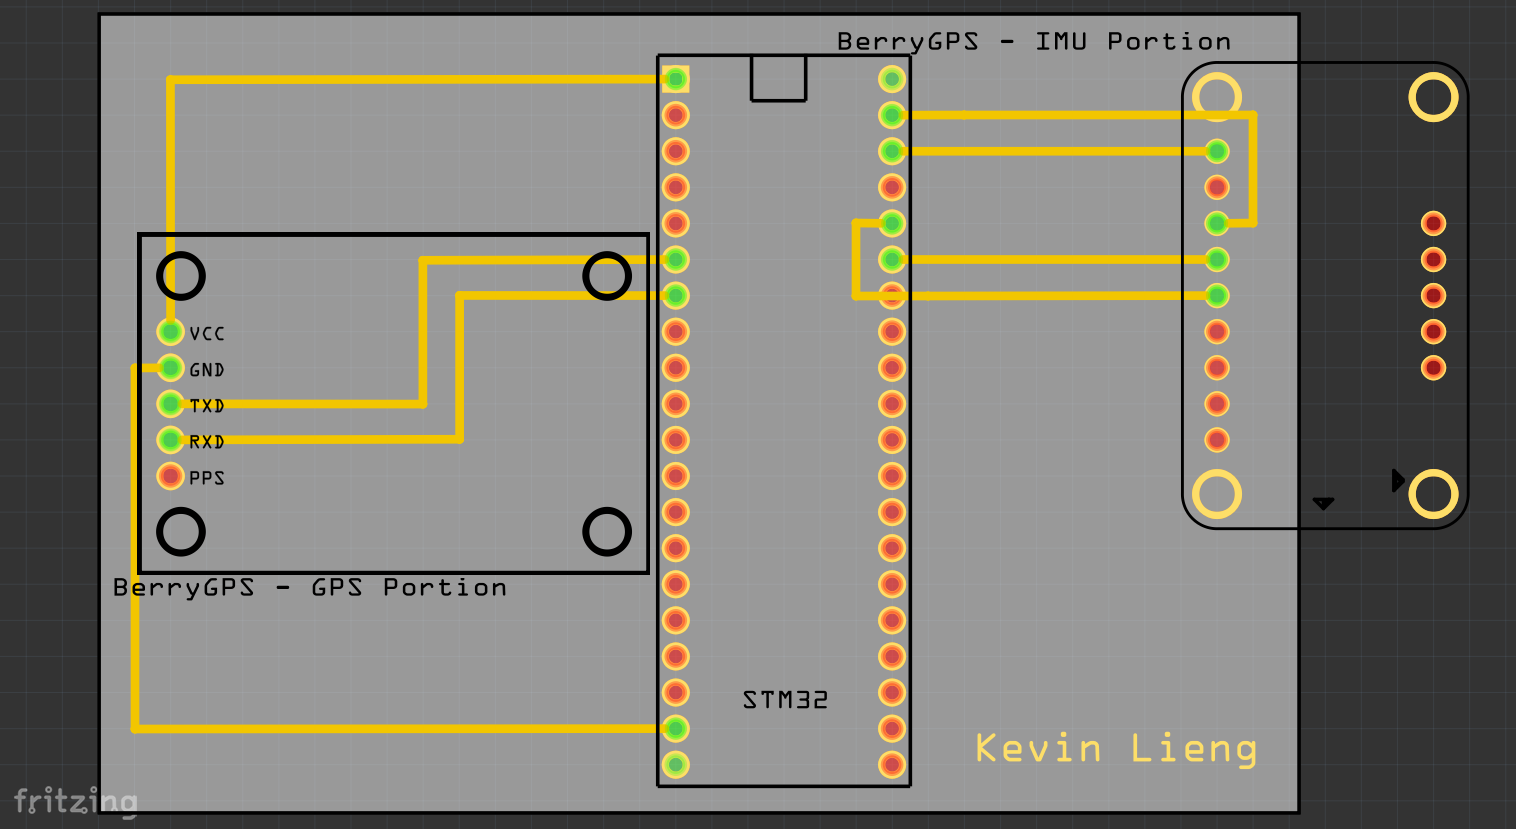 BerryGPS - IMU Portion
VCC
GND
TXD
RXD
PPS
BerryGPS - GPS Portion
STM32
Kevin Lieng
fritzing